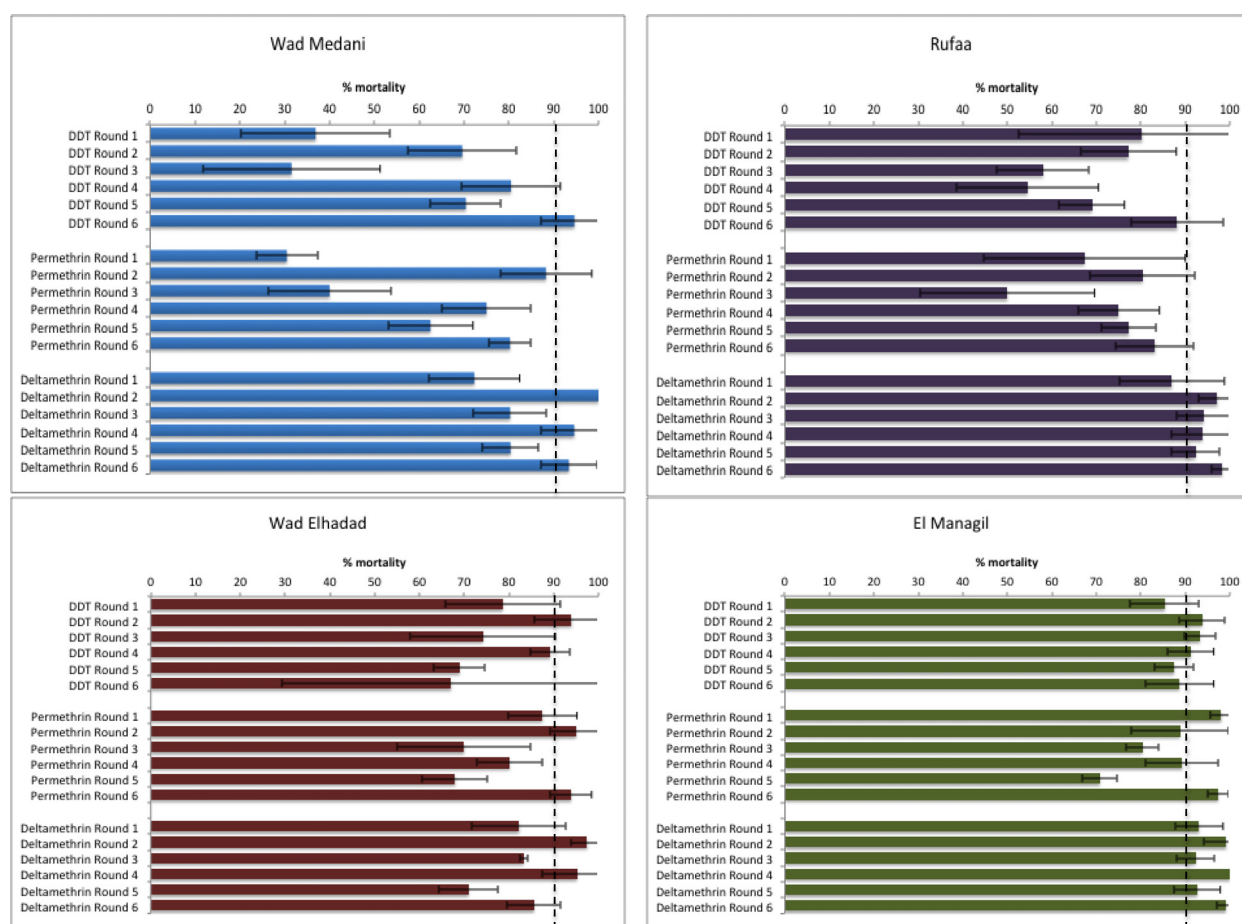 Wad Medani
% mortality
0 10 20 30 40 50 60 70 80 90 100
DDT Round 1
DDT Round 2
DDT Round 3
DDT Round 4
DDT Round 5
DDT Round 6
Permethrin Round 1
Permethrin Round 2
Permethrin Round 3
Permethrin Round 4
Permethrin Round 5
Permethrin Round 6
Deltamethrin Round 1
Deltamethrin Round 2
Deltamethrin Round 3
Deltamethrin Round 4
Deltamethrin Round 5
Deltamethrin Round 6
Rufaa
% mortality
0 10 20 30 40 50 60 70 80 90 100
DDT Round 1
DDT Round 2
DDT Round 3
DDT Round 4
DDT Round 5
DDT Round 6
Permethrin Round 1
Permethrin Round 2
Permethrin Round 3
Permethrin Round 4
Permethrin Round 5
Permethrin Round 6
Deltamethrin Round 1
Deltamethrin Round 2
Deltamethrin Round 3
Deltamethrin Round 4
Deltamethrin Round 5
Deltamethrin Round 6
Wad Elhadad
% mortality
0 10 20 30 40 50 60 70 80 90 100
DDT Round 1
DDT Round 2
DDT Round 3
DDT Round 4
DDT Round 5
DDT Round 6
Permethrin Round 1
Permethrin Round 2
Permethrin Round 3
Permethrin Round 4
Permethrin Round 5
Permethrin Round 6
Deltamethrin Round 1
Deltamethrin Round 2
Deltamethrin Round 3
Deltamethrin Round 4
Deltamethrin Round 5
Deltamethrin Round 6
El Managil
% mortality
0 10 20 30 40 50 60 70 80 90 100
DDT Round 1
DDT Round 2
DDT Round 3
DDT Round 4
DDT Round 5
DDT Round 6
Permethrin Round 1
Permethrin Round 2
Permethrin Round 3
Permethrin Round 4
Permethrin Round 5
Permethrin Round 6
Deltamethrin Round 1
Deltamethrin Round 2
Deltamethrin Round 3
Deltamethrin Round 4
Deltamethrin Round 5
Deltamethrin Round 6